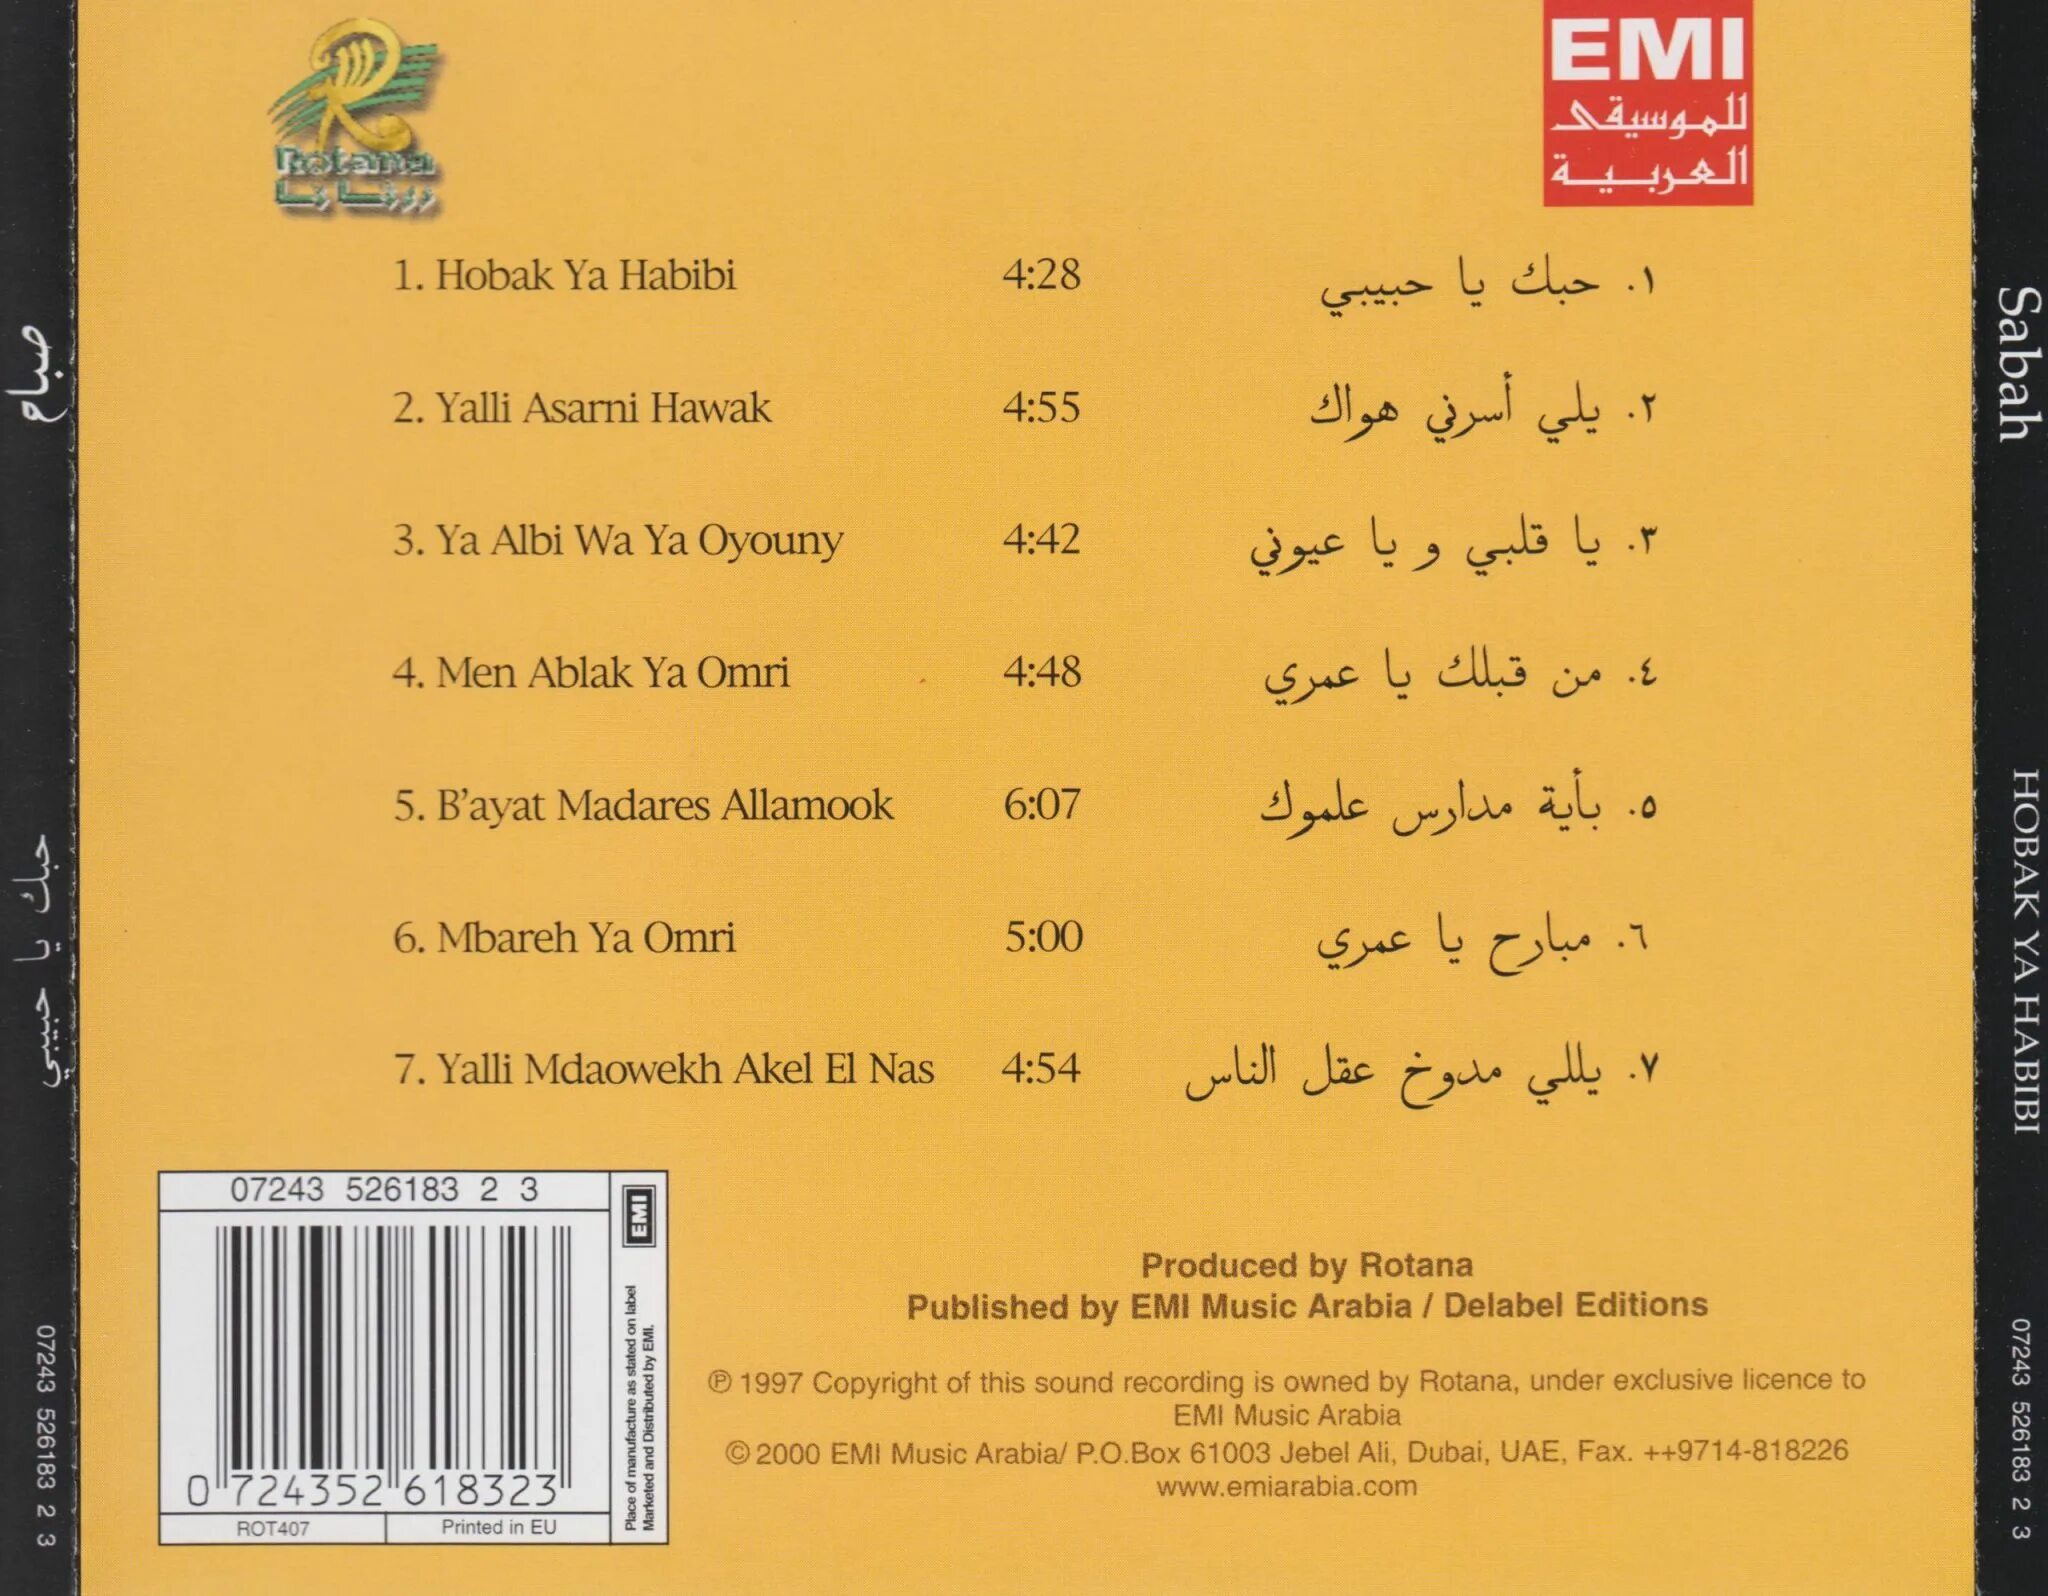 Rotana
روتانا
EMI
للموسيقى
العربية
1. Hobak Ya Habibi 4:28 ١. حبك يا حبيبي
2. Yalli Asarni Hawak 4:55 ٢. يلي أسرني هواك
3. Ya Albi Wa Ya Oyouny 4:42 ٣. يا قلبي و يا عيوني
4. Men Ablak Ya Omri 4:48 ٤. من قبلك يا عمري
5. B’ayat Madares Allamook 6:07 ٥. بأية مدارس علموك
6. Mbareh Ya Omri 5:00 ٦. مبارح يا عمري
7. Yalli Mdaowekh Akel El Nas 4:54 ٧. يللي مدوخ عقل الناس
07243 526183 2 3
0 724352 618323
ROT407 Printed in EU
EMI
Place of manufacture as stated on label
Marketed and Distributed by EMI.
Produced by Rotana
Published by EMI Music Arabia / Delabel Editions
℗ 1997 Copyright of this sound recording is owned by Rotana, under exclusive licence to
EMI Music Arabia
© 2000 EMI Music Arabia/ P.O.Box 61003 Jebel Ali, Dubai, UAE, Fax. ++9714-818226
www.emiarabia.com
صباح حبك يا حبيبي 07243 526183 2 3
Sabah HOBAK YA HABIBI 07243 526183 2 3